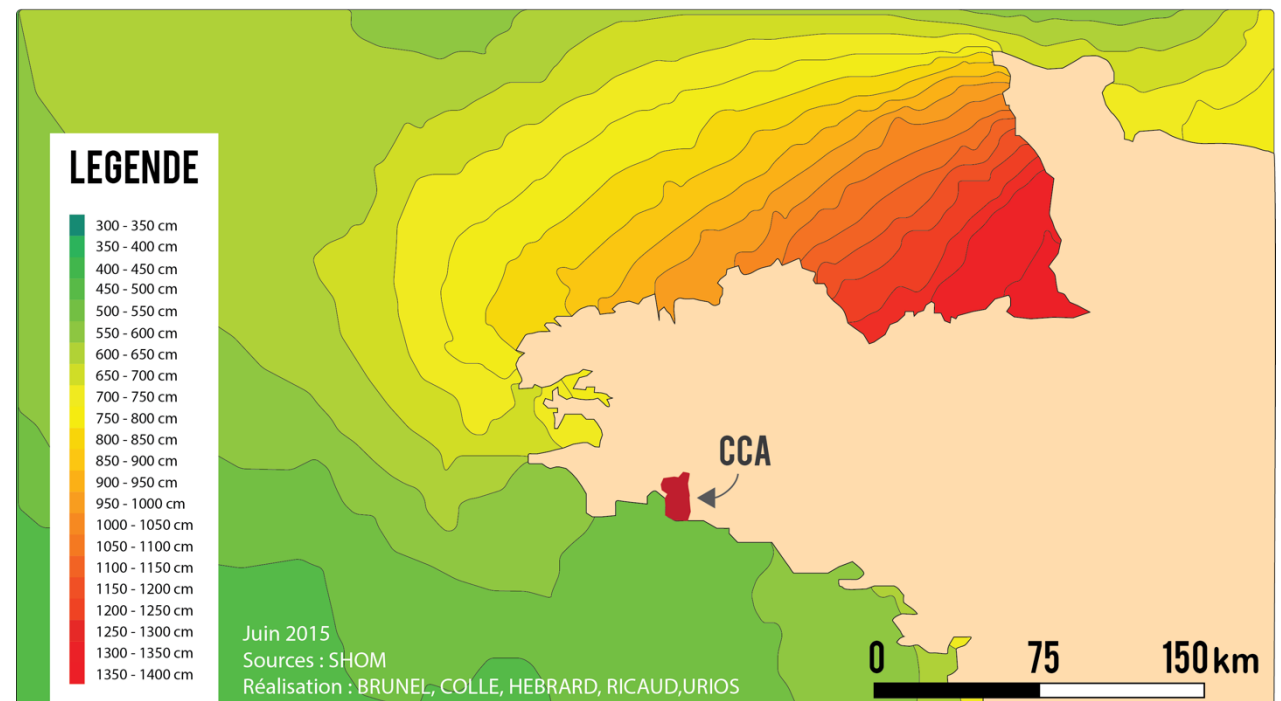 LEGENDE
300 - 350 cm
350 - 400 cm
400 - 450 cm
450 - 500 cm
500 - 550 cm
550 - 600 cm
600 - 650 cm
650 - 700 cm
700 - 750 cm
750 - 800 cm
800 - 850 cm
850 - 900 cm
900 - 950 cm
950 - 1000 cm
1000 - 1050 cm
1050 - 1100 cm
1100 - 1150 cm
1150 - 1200 cm
1200 - 1250 cm
1250 - 1300 cm
1300 - 1350 cm
1350 - 1400 cm
CCA
Juin 2015
Sources : SHOM
Réalisation : BRUNEL, COLLE, HEBRARD, RICAUD,URIOS
0 75 150 km